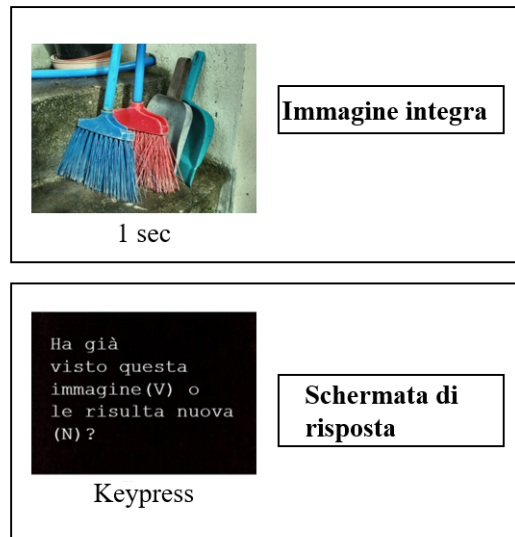 Immagine integra
1 sec
Ha già
visto questa
immagine(V) o
le risulta nuova
(N)?
Schermata di
risposta
Keypress